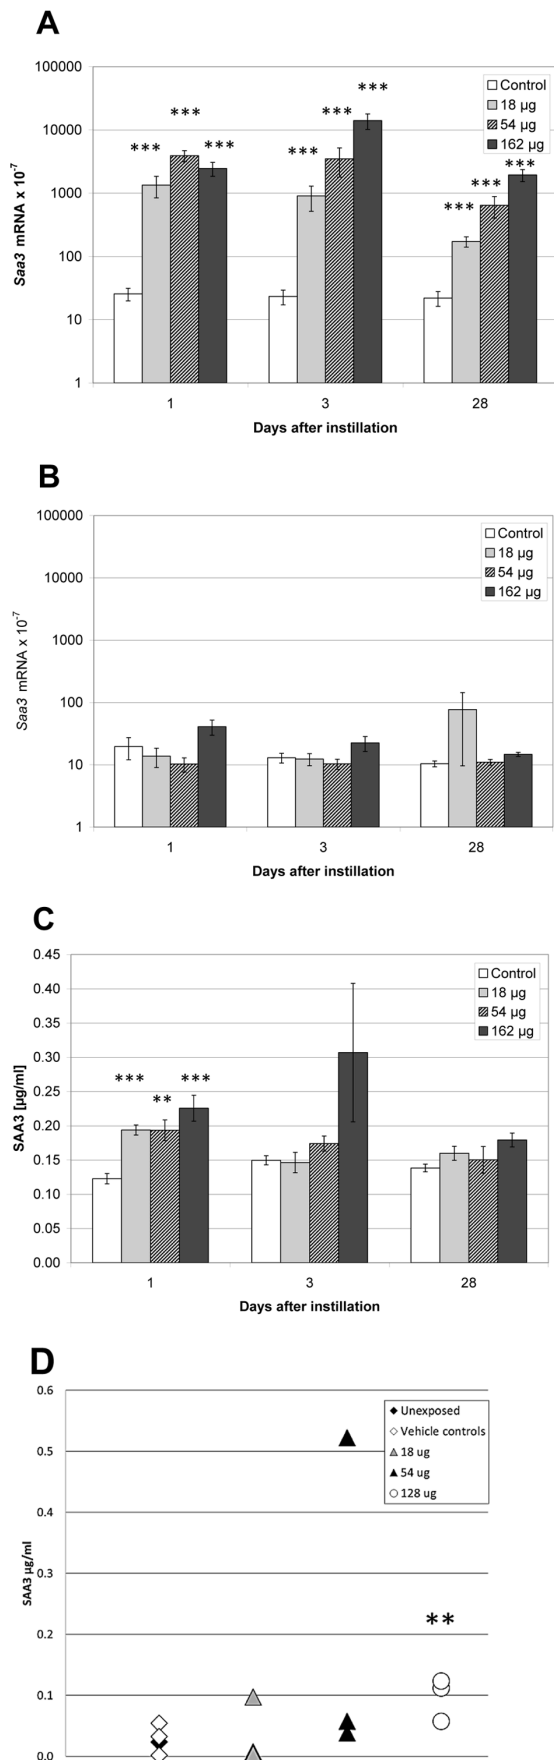 A
100000
10000
1000
100
10
1
Saa3 mRNA x 10-7
Control
18 µg
54 µg
162 µg
*** *** ***
*** *** ***
*** *** ***
1 3 28
Days after instillation
B
100000
10000
1000
100
10
1
Saa3 mRNA x 10-7
Control
18 µg
54 µg
162 µg
1 3 28
Days after instillation
C
0.45
0.40
0.35
0.30
0.25
0.20
0.15
0.10
0.05
0.00
SAA3 [µg/ml]
Control
18 µg
54 µg
162 µg
*** ** ***
1 3 28
Days after instillation
D
0.6
0.5
0.4
0.3
0.2
0.1
0.0
SAA3 µg/ml
Unexposed
Vehicle controls
18 ug
54 ug
128 ug
**